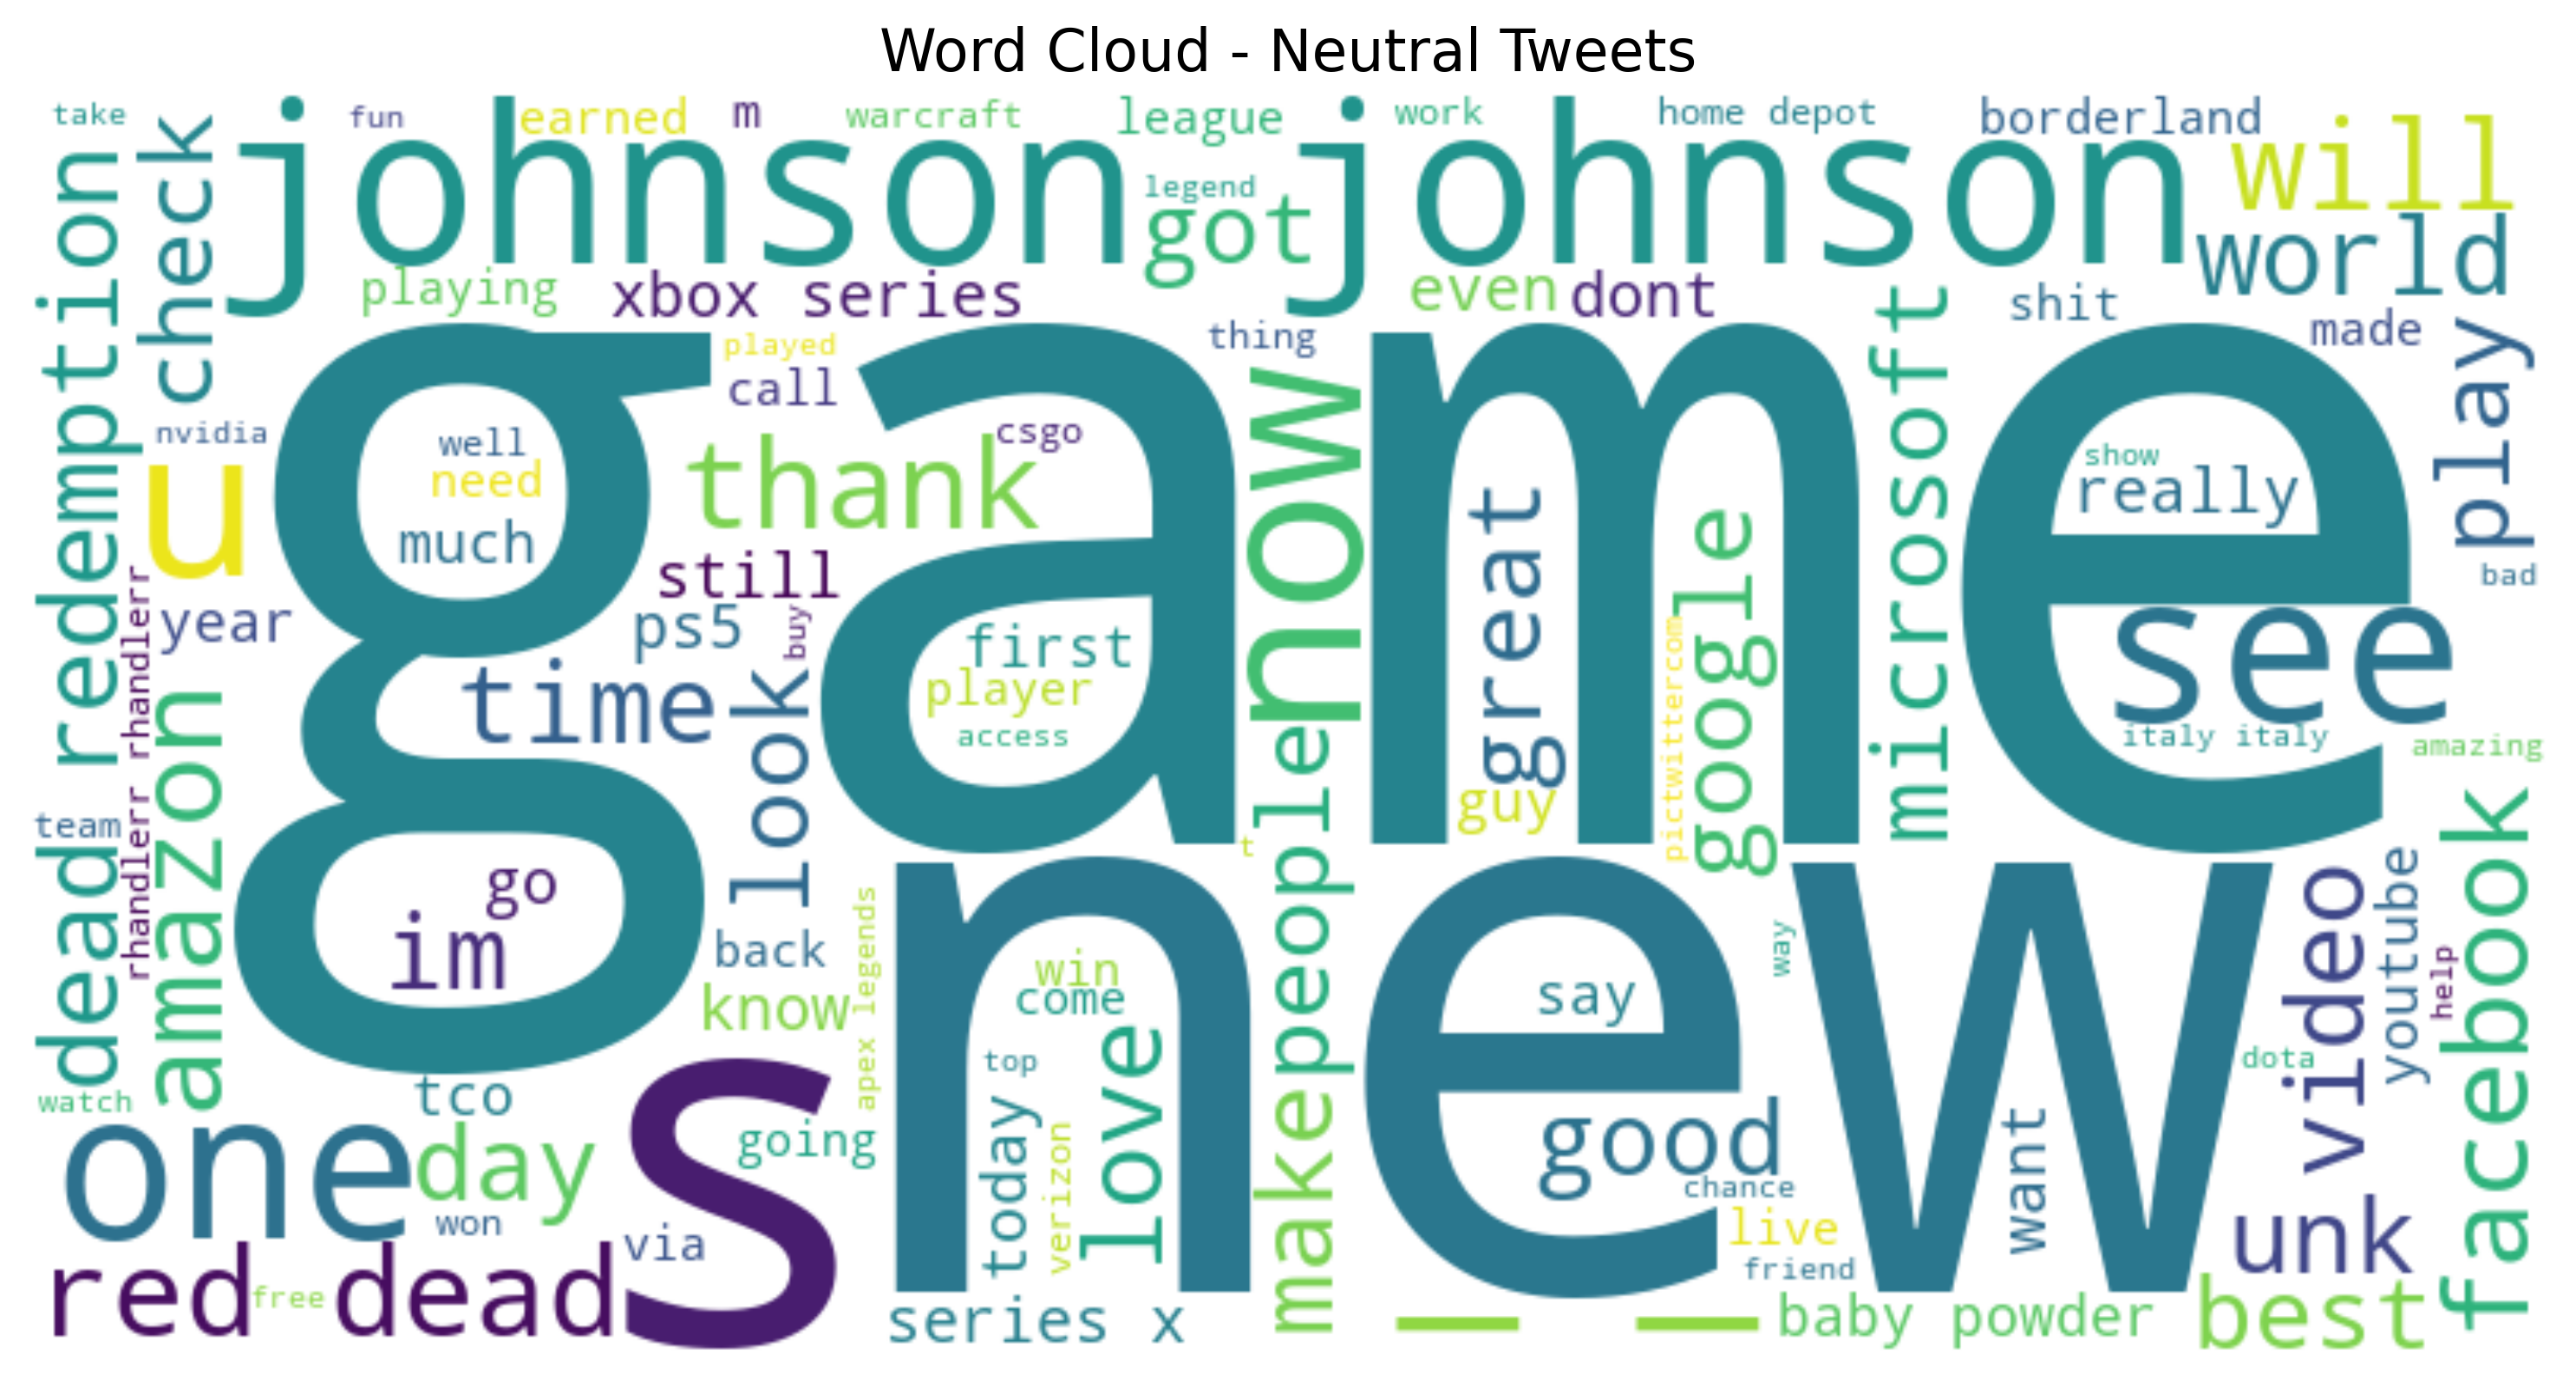 Word Cloud - Neutral Tweets
take
fun
earned
m
warcraft
league
work
home depot
borderland
will
check
johnson johnson
legend
got
world
dead redemption
playing
xbox series
even
dont
shit
made
played
thing
call
game
now
microsoft
play
nvidia
well
need
much
u
thank
csgo
great
show
really
still
bad
year
ps5
buy
first
player
access
google
pictwittercom
see
italy italy
amazing
rhandlerr rhandlerr
rhandlerr
amazon
time
look
guy
t
team
go
im
people
new
video
youtube
facebook
help
back
know
apex legends
win
come
say
way
top
love
today
verizon
dota
watch
tco
going
one
day
s
make
good
chance
want
won
via
live
friend
unk
red dead
free
series x
— —
baby powder
best